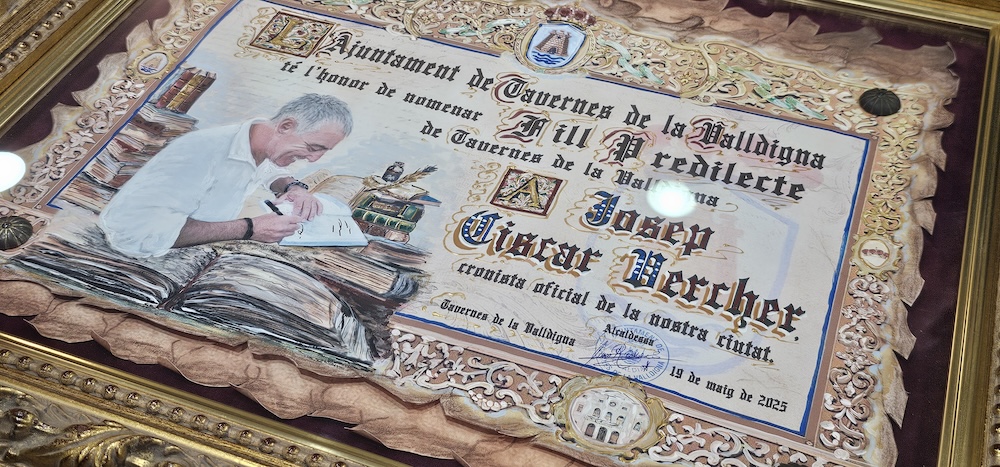 L'Ajuntament de Tavernes de la Valldigna
té l'honor de nomenar Fill Predilecte
de Tavernes de la Valldigna
A Josep
Ciscar Vercher,
cronista oficial de la nostra ciutat.
Tavernes de la Valldigna
Alcaldessa
19 de maig de 2025